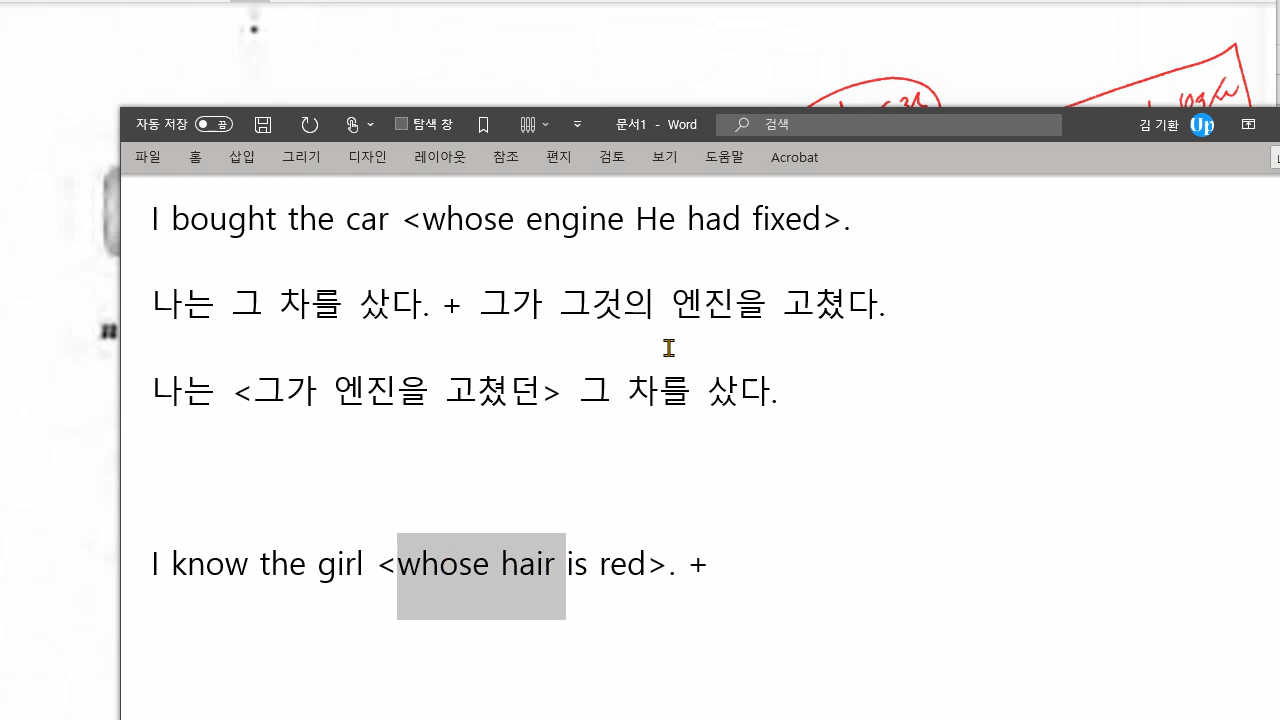 자동 저장 탐색 창 문서1 - Word 검색 김 기환 Up
파일 홈 삽입 그리기 디자인 레이아웃 참조 편지 검토 보기 도움말 Acrobat
I bought the car <whose engine He had fixed>.
나는 그 차를 샀다. + 그가 그것의 엔진을 고쳤다.
나는 <그가 엔진을 고쳤던> 그 차를 샀다.
I know the girl <whose hair is red>. +